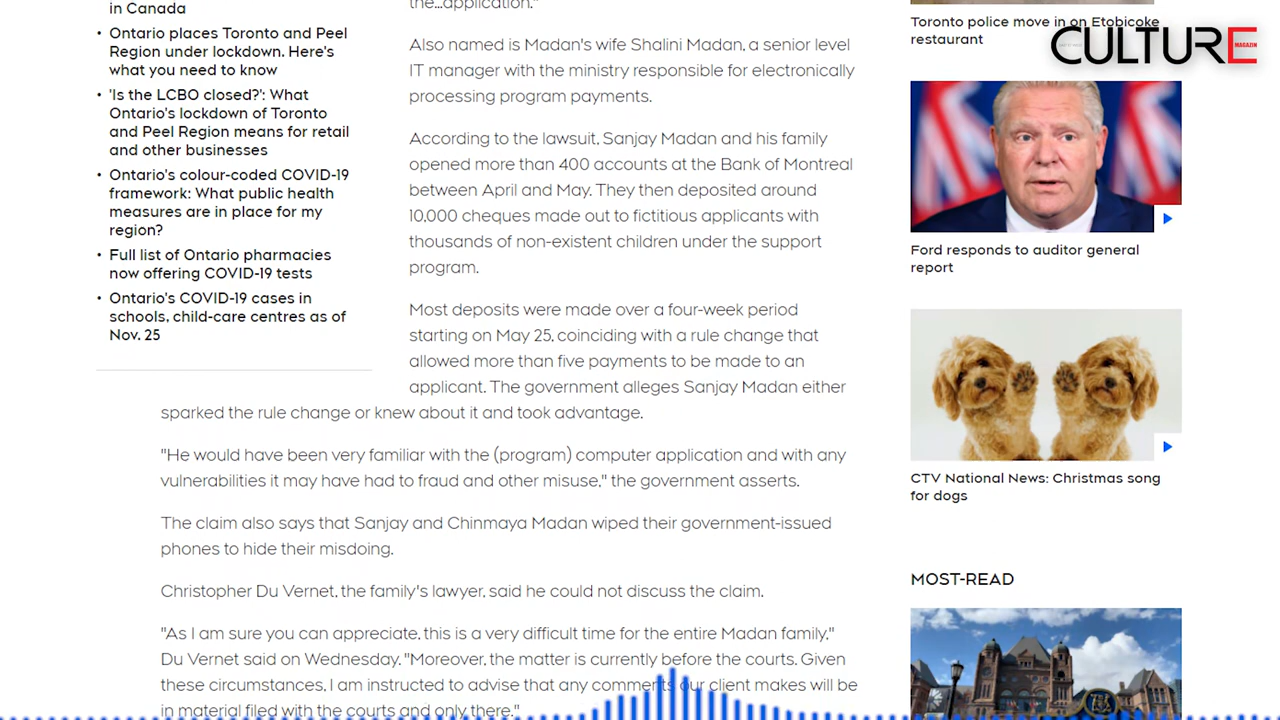 in Canada
• Ontario places Toronto and Peel
Region under lockdown. Here's
what you need to know
• 'Is the LCBO closed?': What
Ontario's lockdown of Toronto
and Peel Region means for retail
and other businesses
• Ontario's colour-coded COVID-19
framework: What public health
measures are in place for my
region?
• Full list of Ontario pharmacies
now offering COVID-19 tests
• Ontario's COVID-19 cases in
schools, child-care centres as of
Nov. 25
the...application."
Also named is Madan's wife Shalini Madan, a senior level
IT manager with the ministry responsible for electronically
processing program payments.
According to the lawsuit, Sanjay Madan and his family
opened more than 400 accounts at the Bank of Montreal
between April and May. They then deposited around
10,000 cheques made out to fictitious applicants with
thousands of non-existent children under the support
program.
Most deposits were made over a four-week period
starting on May 25, coinciding with a rule change that
allowed more than five payments to be made to an
applicant. The government alleges Sanjay Madan either
sparked the rule change or knew about it and took advantage.
"He would have been very familiar with the (program) computer application and with any
vulnerabilities it may have had to fraud and other misuse," the government asserts.
The claim also says that Sanjay and Chinmaya Madan wiped their government-issued
phones to hide their misdoing.
Christopher Du Vernet, the family's lawyer, said he could not discuss the claim.
"As I am sure you can appreciate, this is a very difficult time for the entire Madan family,"
Du Vernet said on Wednesday. "Moreover, the matter is currently before the courts. Given
these circumstances, I am instructed to advise that any comments our client makes will be
in material filed with the courts and only there."
Toronto police move in on Etobicoke
restaurant
CULTURE
MAGAZIN
Ford responds to auditor general
report
CTV National News: Christmas song
for dogs
MOST-READ